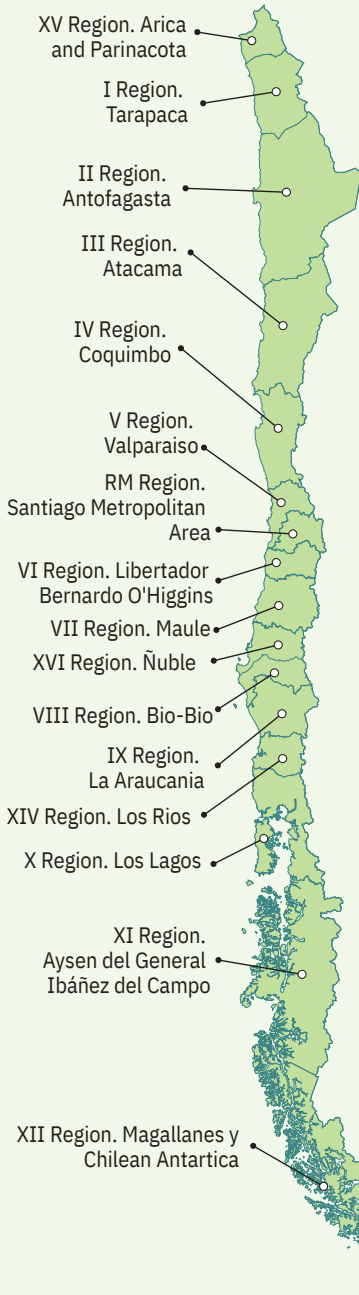 XV Region. Arica
and Parinacota
I Region.
Tarapaca
II Region.
Antofagasta
III Region.
Atacama
IV Region.
Coquimbo
V Region.
Valparaiso
RM Region.
Santiago Metropolitan
Area
VI Region. Libertador
Bernardo O'Higgins
VII Region. Maule
XVI Region. Ñuble
VIII Region. Bio-Bio
IX Region.
La Araucania
XIV Region. Los Rios
X Region. Los Lagos
XI Region.
Aysen del General
Ibáñez del Campo
XII Region. Magallanes y
Chilean Antartica